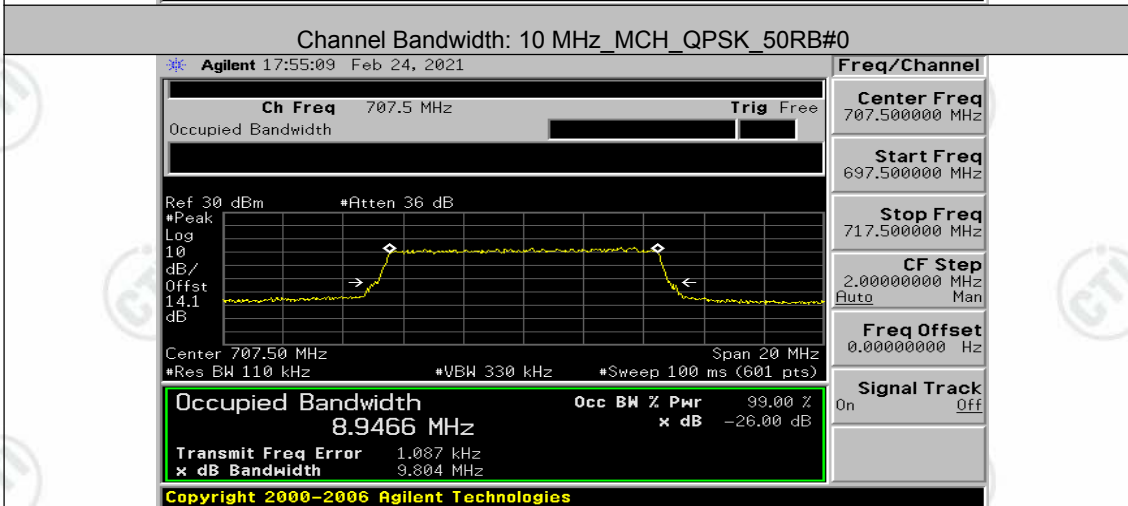 Channel Bandwidth: 10 MHz_MCH_QPSK_50RB#0
Agilent 17:55:09 Feb 24, 2021
Freq/Channel
Ch Freq 707.5 MHz Trig Free
Occupied Bandwidth
Center Freq
707.500000 MHz
Start Freq
697.500000 MHz
Stop Freq
717.500000 MHz
CF Step
2.00000000 MHz
Auto Man
Freq Offset
0.00000000 Hz
Signal Track
On Off
Ref 30 dBm #Atten 36 dB
#Peak
Log
10
dB/
Offst
14.1
dB
Center 707.50 MHz Span 20 MHz
#Res BW 110 kHz #VBW 330 kHz #Sweep 100 ms (601 pts)
Occupied Bandwidth Occ BW % Pwr 99.00 %
8.9466 MHz x dB -26.00 dB
Transmit Freq Error 1.087 kHz
x dB Bandwidth 9.804 MHz
Copyright 2000-2006 Agilent Technologies
CTI
CTI